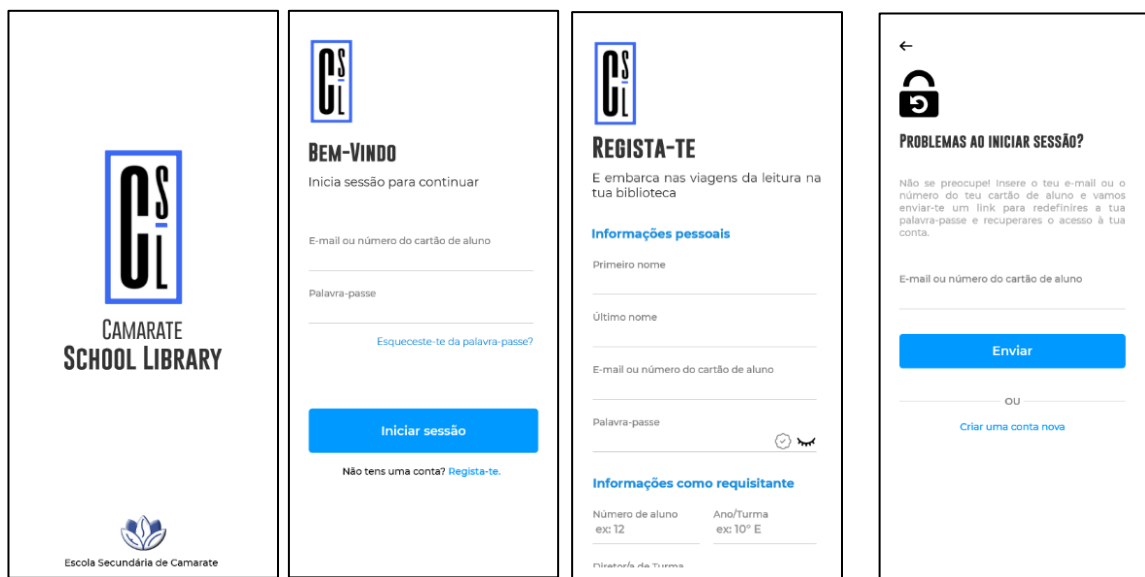 CSL
CAMARATE
SCHOOL LIBRARY
Escola Secundária de Camarate
CSL
BEM-VINDO
Inicia sessão para continuar
E-mail ou número do cartão de aluno
Palavra-passe
Esqueceste-te da palavra-passe?
Iniciar sessão
Não tens uma conta? Regista-te.
CSL
REGISTA-TE
E embarca nas viagens da leitura na
tua biblioteca
Informações pessoais
Primeiro nome
Último nome
E-mail ou número do cartão de aluno
Palavra-passe
Informações como requisitante
Número de aluno Ano/Turma
ex: 12 ex: 10º E
Diretor/a de Turma
PROBLEMAS AO INICIAR SESSÃO?
Não se preocupe! Insere o teu e-mail ou o
número do teu cartão de aluno e vamos
enviar-te um link para redefinires a tua
palavra-passe e recuperares o acesso à tua
conta.
E-mail ou número do cartão de aluno
Enviar
OU
Criar uma conta nova